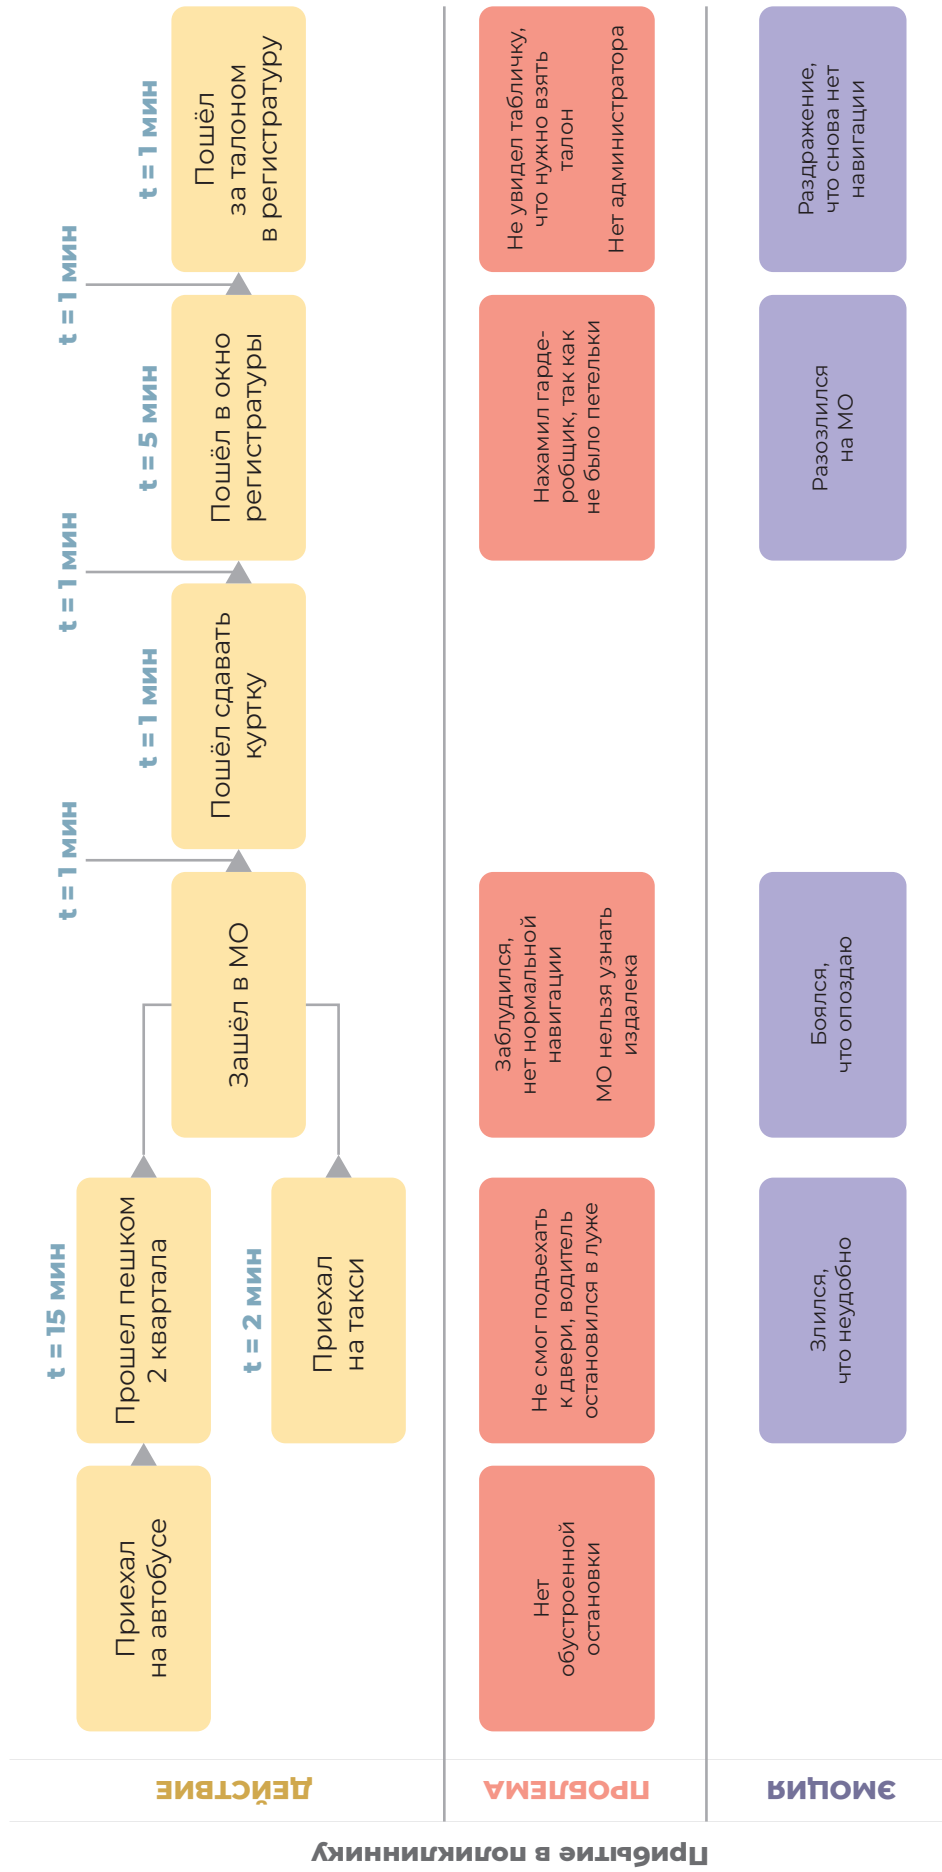 Прибытие в поликлиннику
ДЕЙСТВИЕ
Приехал
на автобусе
t = 15 мин
Прошел пешком
2 квартала
t = 2 мин
Приехал
на такси
Зашёл в МО
t = 1 мин
t = 1 мин
Пошёл сдавать
куртку
t = 1 мин
t = 5 мин
Пошёл в окно
регистратуры
t = 1 мин
t = 1 мин
Пошёл
за талоном
в регистратуру
ПРОБЛЕМА
Нет
обустроенной
остановки
Не смог подъехать
к двери, водитель
остановился в луже
Заблудился,
нет нормальной
навигации
МО нельзя узнать
издалека
Нахамил гарде-
робщик, так как
не было петельки
Не увидел табличку,
что нужно взять
талон
Нет администратора
ЭМОЦИЯ
Злился,
что неудобно
Боялся,
что опоздаю
Разозлился
на МО
Раздражение,
что снова нет
навигации